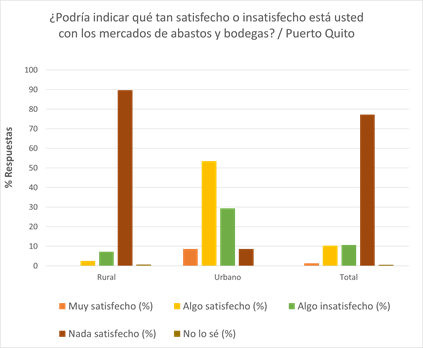 ¿Podría indicar qué tan satisfecho o insatisfecho está usted
con los mercados de abastos y bodegas? / Puerto Quito
% Respuestas
100
90
80
70
60
50
40
30
20
10
0
Rural Urbano Total
Muy satisfecho (%) Algo satisfecho (%) Algo insatisfecho (%)
Nada satisfecho (%) No lo sé (%)